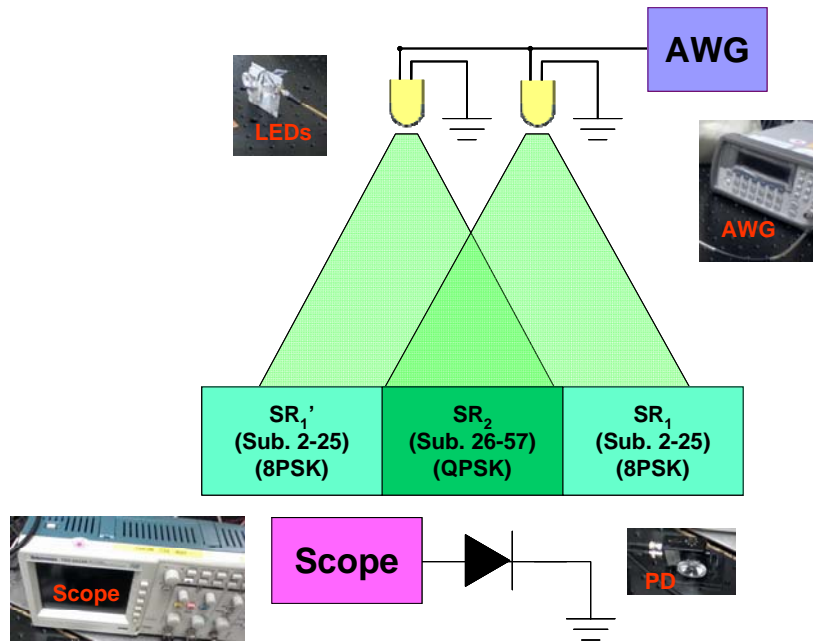 AWG
LEDs
AWG
SR₁’
(Sub. 2-25)
(8PSK)
SR₂
(Sub. 26-57)
(QPSK)
SR₁
(Sub. 2-25)
(8PSK)
Scope
Scope
PD